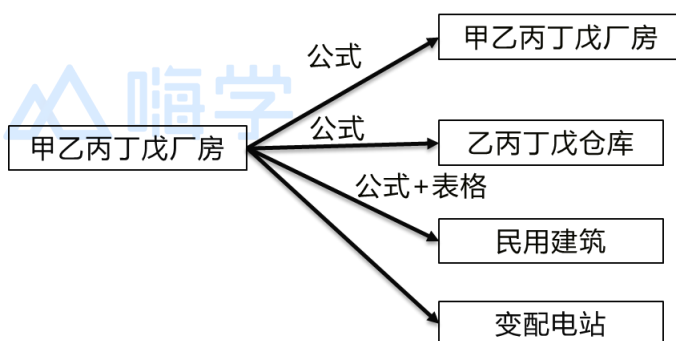 公式
甲乙丙丁戊厂房
嗨学
公式
甲乙丙丁戊厂房
乙丙丁戊仓库
公式+表格
民用建筑
变配电站